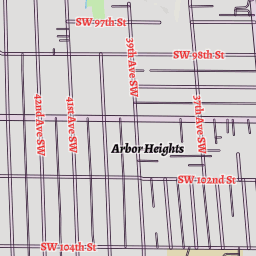 SW 97th St
SW 98th St
39th Ave SW
42nd Ave SW
41st Ave SW
37th Ave SW
Arbor Heights
SW 102nd St
SW 104th St